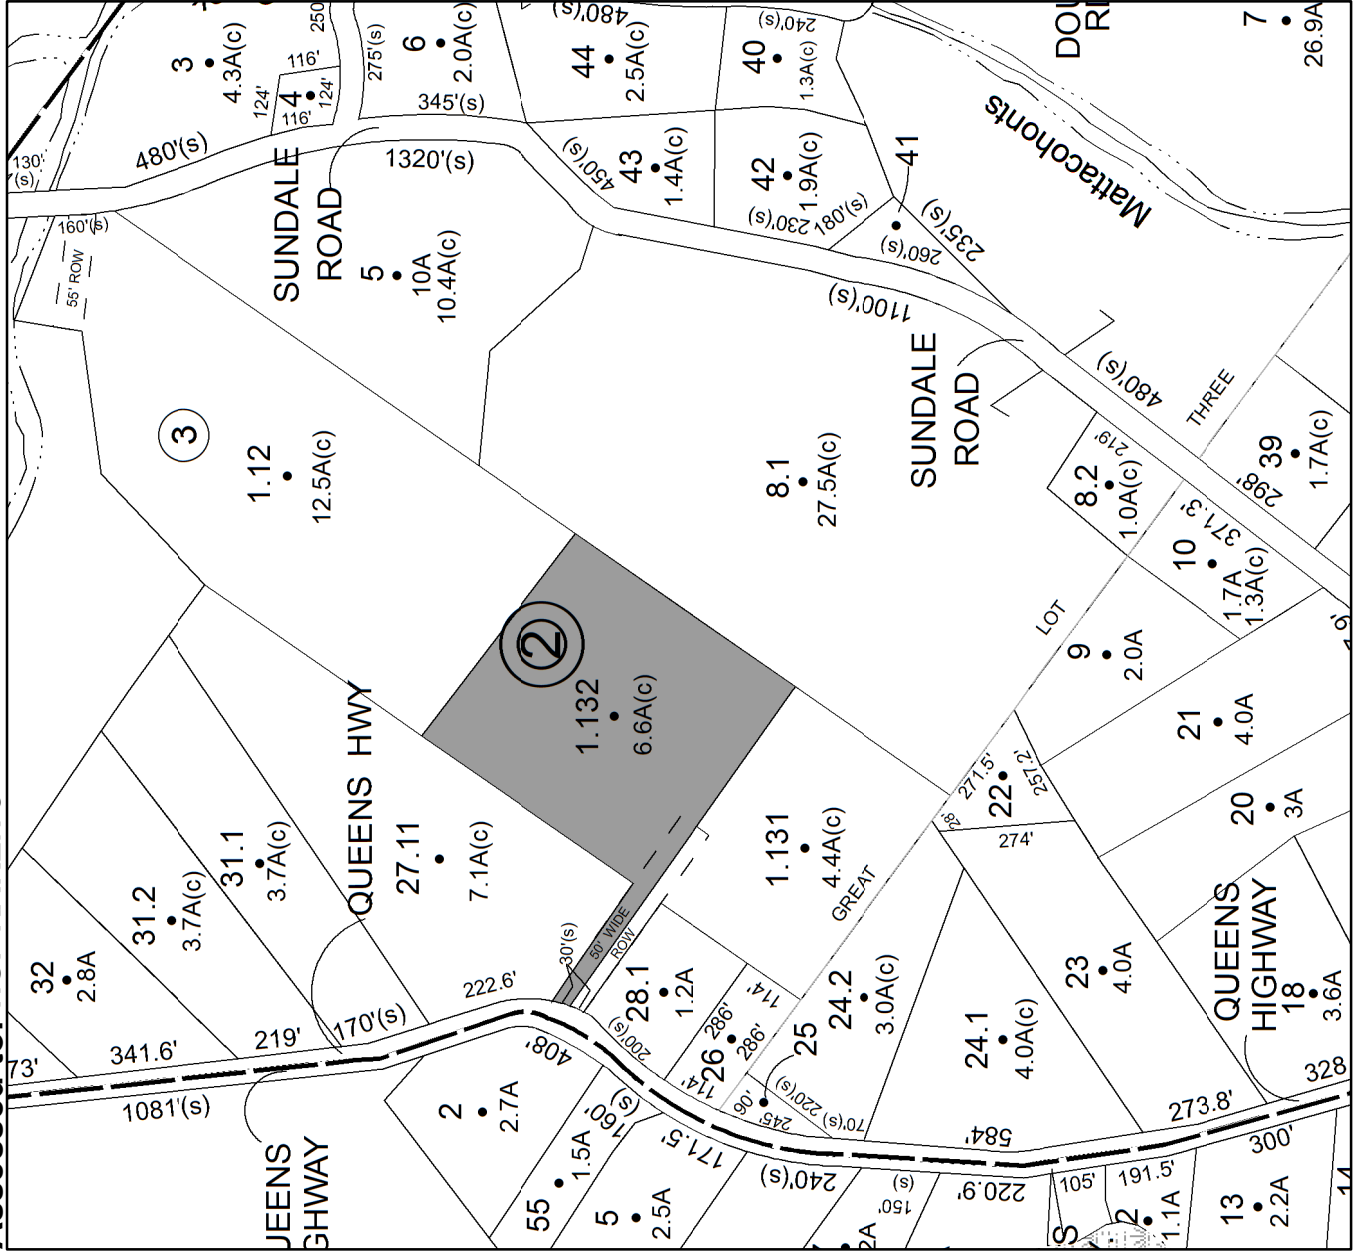 3
4.3A(c)
4
116'
124'
124'
116'
250
275'(s)
6
2.0A(c)
345'(s)
480'(s)
44
2.5A(c)
240'(s)
40
1.3A(c)
7
26.9A
130'
(s)
480'(s)
1320'(s)
160'(s)
55' ROW
SUNDALE
ROAD
5
10A
10.4A(c)
450'(s)
43
1.4A(c)
42
1.9A(c)
230'(s)
180'(s)
41
260'(s)
235'(s)
Mattacohonts
1100'(s)
SUNDALE
ROAD
480'(s)
THREE
3
1.12
12.5A(c)
8.1
27.5A(c)
8.2
1.0A(c)
219'
39
1.7A(c)
298'
10
1.7A
1.3A(c)
371.3'
LOT
9
2.0A
21
4.0A
20
3A
2
1.132
6.6A(c)
22
271.5'
257.2'
28'
274'
1.131
4.4A(c)
GREAT
QUEENS HWY
27.11
7.1A(c)
31.1
3.7A(c)
31.2
3.7A(c)
32
2.8A
50' WIDE
ROW
30'(s)
28.1
1.2A
200'(s)
26
286'
286'
114'
114'
25
90'
245'
220'(s)
70'(s)
24.2
3.0A(c)
24.1
4.0A(c)
23
4.0A
QUEENS
HIGHWAY
18
3.6A
73'
341.6'
219'
170'(s)
222.6'
1081'(s)
408'
160'
(s)
171.5'
240'(s)
584'
220.9'
273.8'
300'
328
UEENS
GHWAY
2
2.7A
55
1.5A
5
2.5A
150'
(s)
2A
105'
191.5'
S
2
1.1A
13
2.2A
14